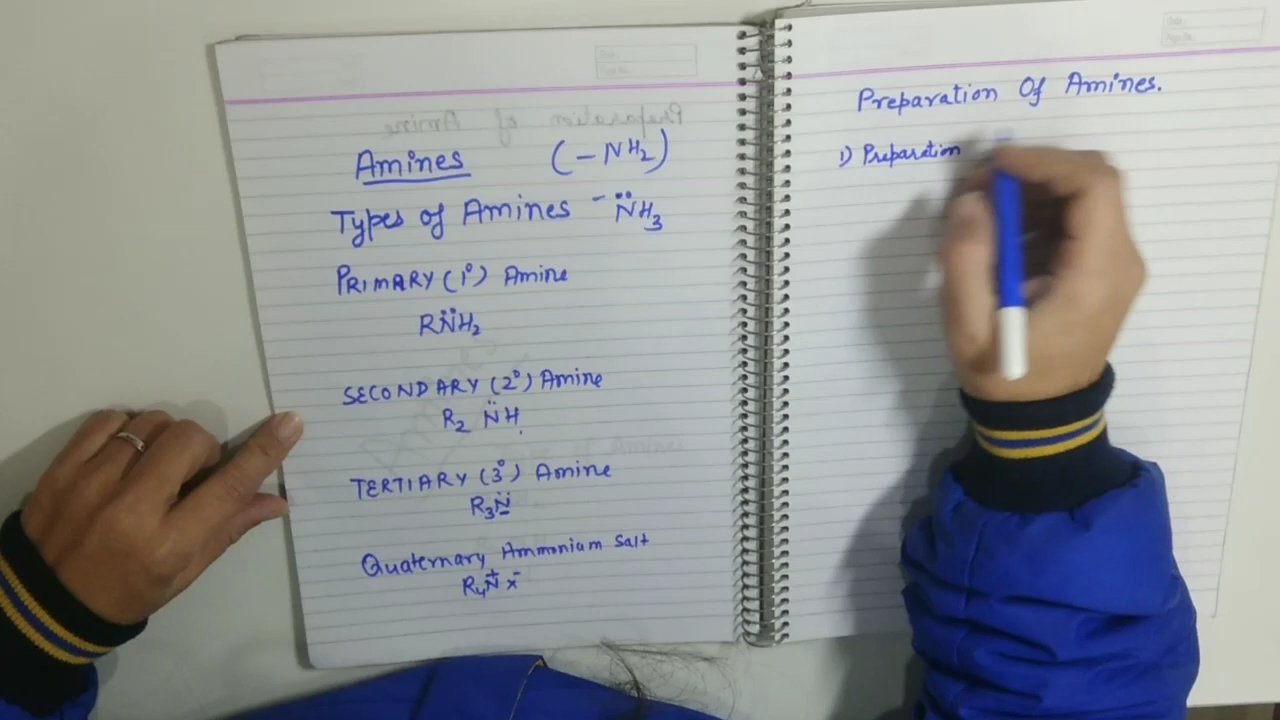 Amines (-NH2)
Types of Amines - N̈H3
PRIMARY (1°) Amine
RN̈H2
SECONDARY (2°) Amine
R2 N̈H
TERTIARY (3°) Amine
R3N̈
Quaternary Ammonium Salt
R4N⁺X⁻
Preparation Of Amines.
1) Preparation